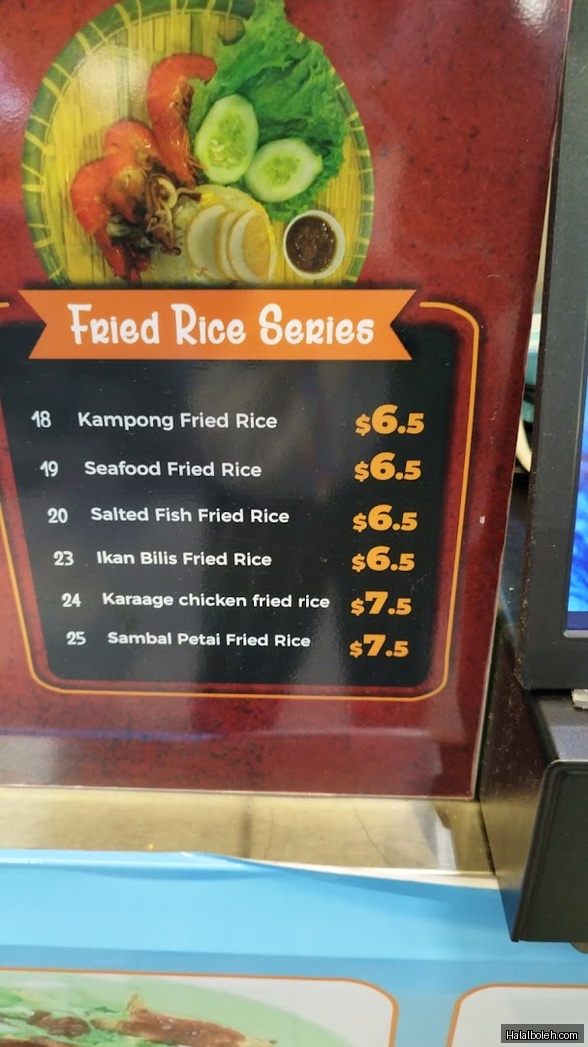 Fried Rice Series
18 Kampong Fried Rice $6.5
19 Seafood Fried Rice $6.5
20 Salted Fish Fried Rice $6.5
23 Ikan Bilis Fried Rice $6.5
24 Karaage chicken fried rice $7.5
25 Sambal Petai Fried Rice $7.5
Halalboleh.com